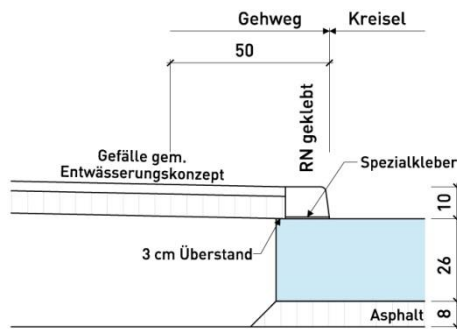 Gehweg
Kreisel
50
RN geklebt
Gefälle gem.
Entwässerungskonzept
Spezialkleber
10
3 cm Überstand
26
Asphalt
8